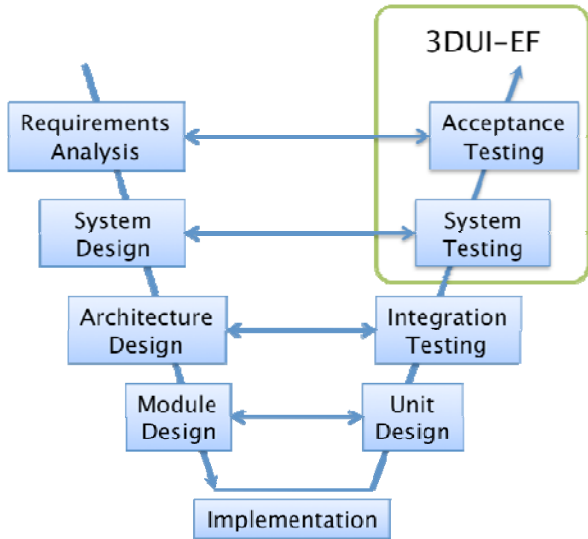 3DUI-EF
Requirements
Analysis
Acceptance
Testing
System
Design
System
Testing
Architecture
Design
Integration
Testing
Module
Design
Unit
Design
Implementation